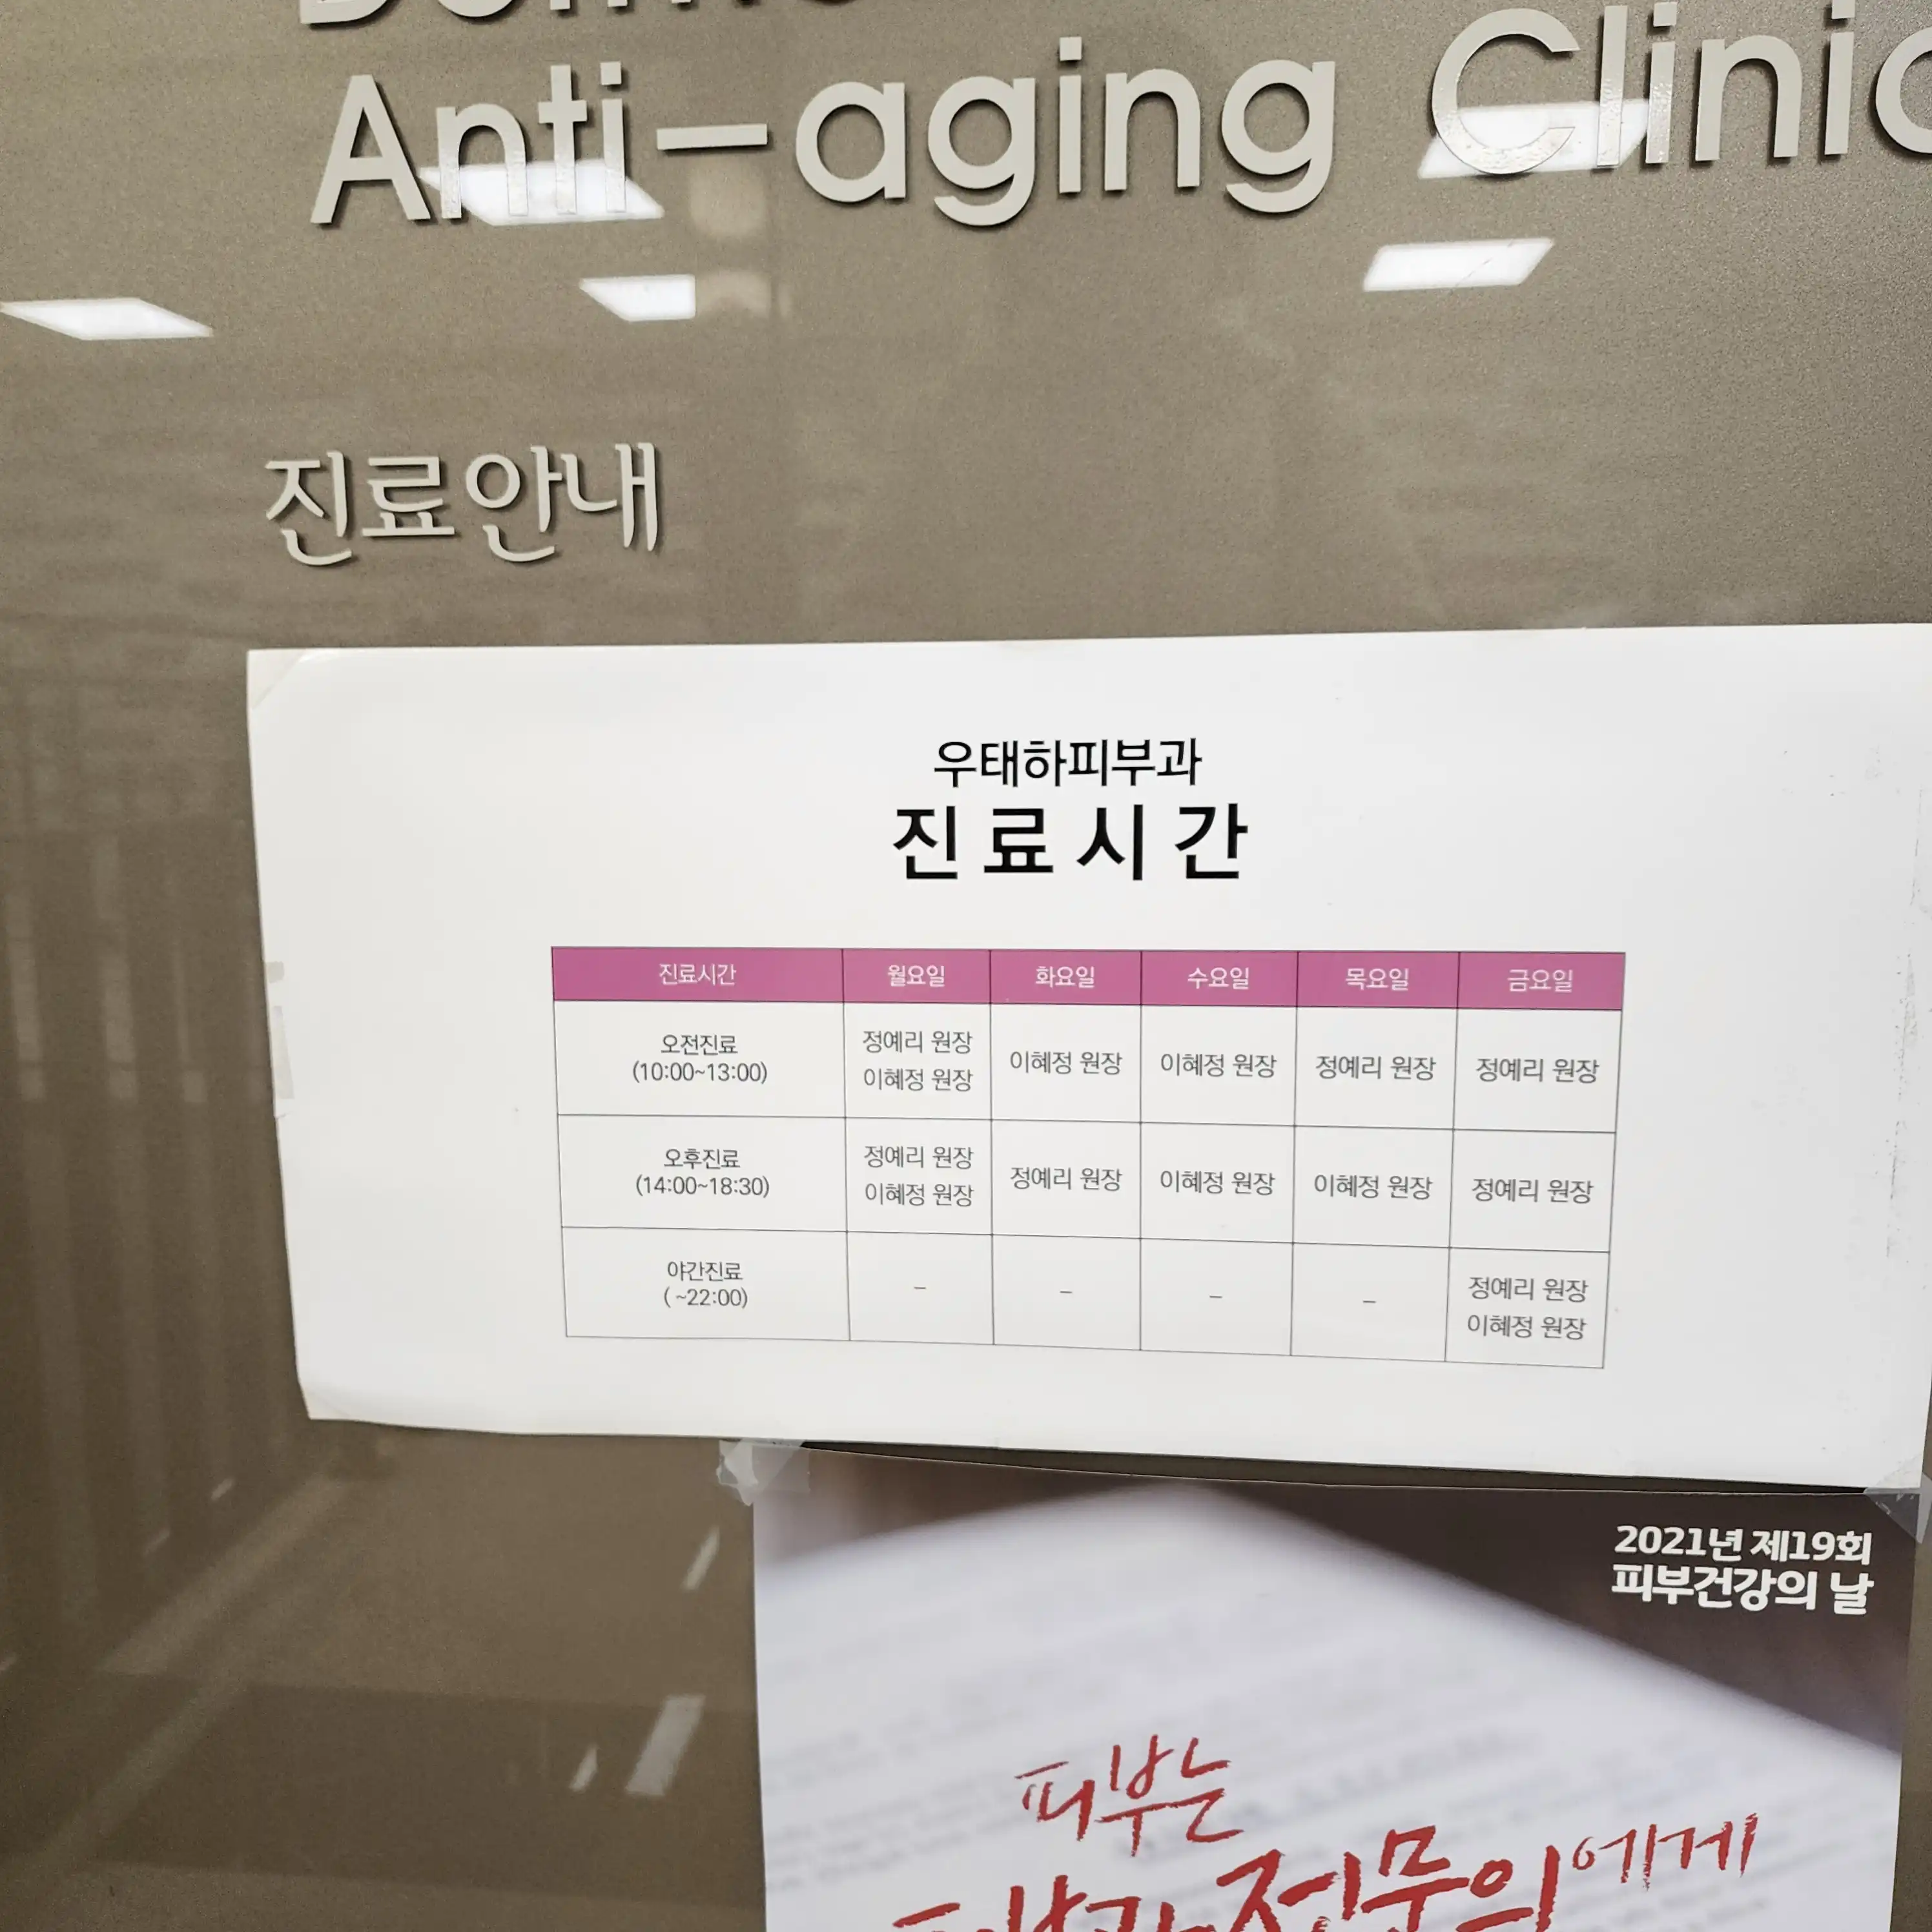 Anti-aging Clinic
진료안내
우태하피부과
진료시간
진료시간 월요일 화요일 수요일 목요일 금요일
오전진료 (10:00~13:00) 정예리 원장 이혜정 원장 이혜정 원장 이혜정 원장 정예리 원장 정예리 원장
오후진료 (14:00~18:30) 정예리 원장 이혜정 원장 정예리 원장 이혜정 원장 이혜정 원장 정예리 원장
야간진료 ( ~22:00) - - - - 정예리 원장 이혜정 원장
2021년 제19회
피부건강의 날
피부는
전문의에게